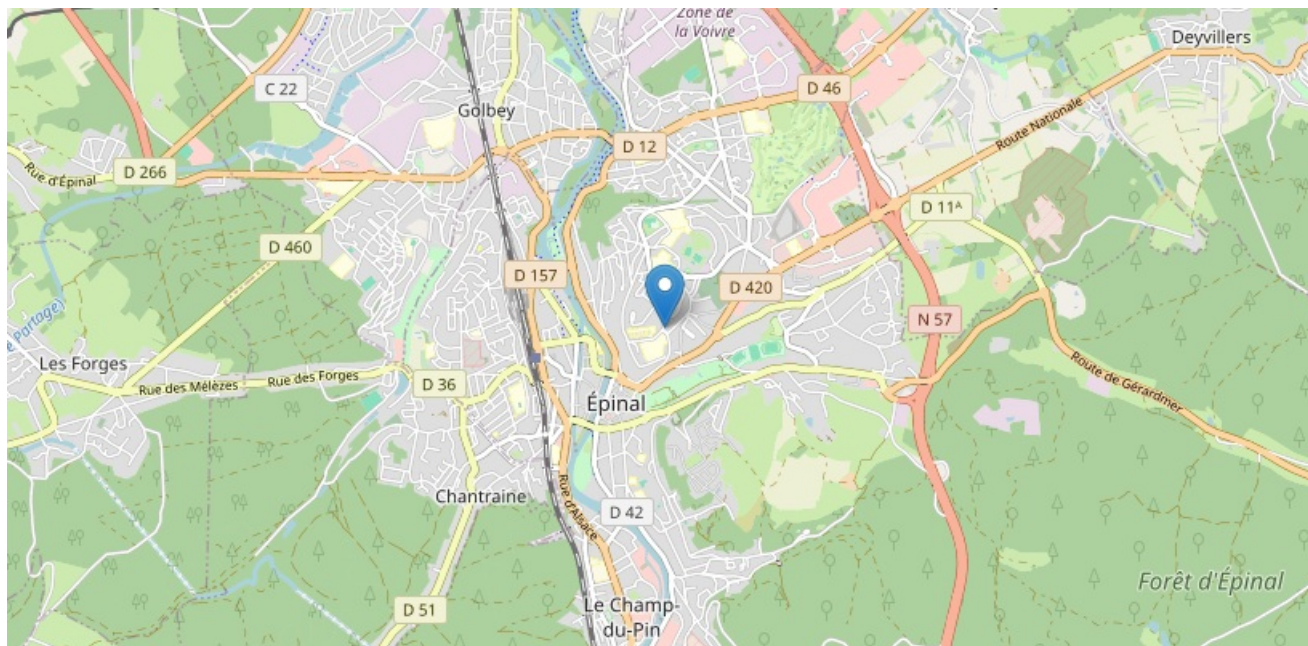 Zone de
la Voivre
Deyvillers
C 22
D 46
Golbey
Route Nationale
D 12
Rue d'Épinal
D 266
D 11ᴬ
D 460
D 157
D 420
Partage)
N 57
Les Forges
Rue des Mélèzes
Rue des Forges
D 36
Route de Gérardmer
Épinal
Chantraine
Rue d'Alsace
D 42
Forêt d'Épinal
D 51
Le Champ-
du-Pin